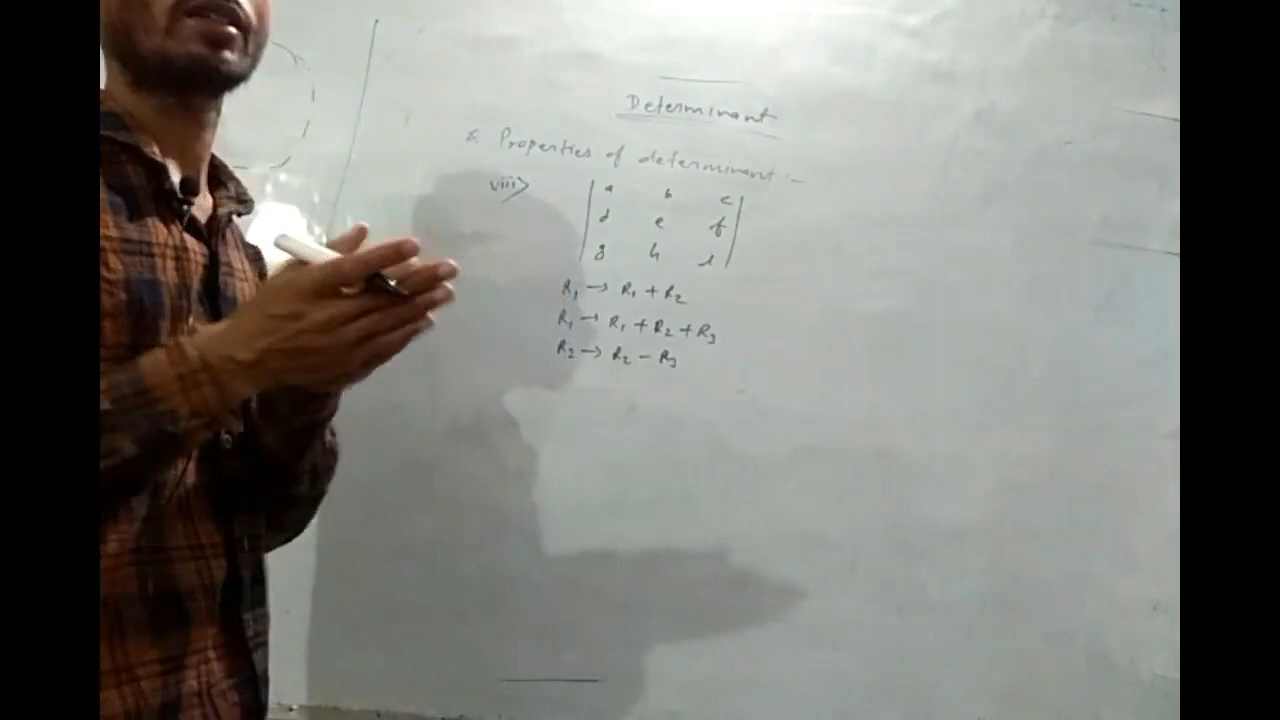 Determinant
* Properties of determinant :-
viii> | a b c |
| d e f |
| g h i |
R₁ → R₁ + R₂
R₁ → R₁ + R₂ + R₃
R₂ → R₂ - R₃